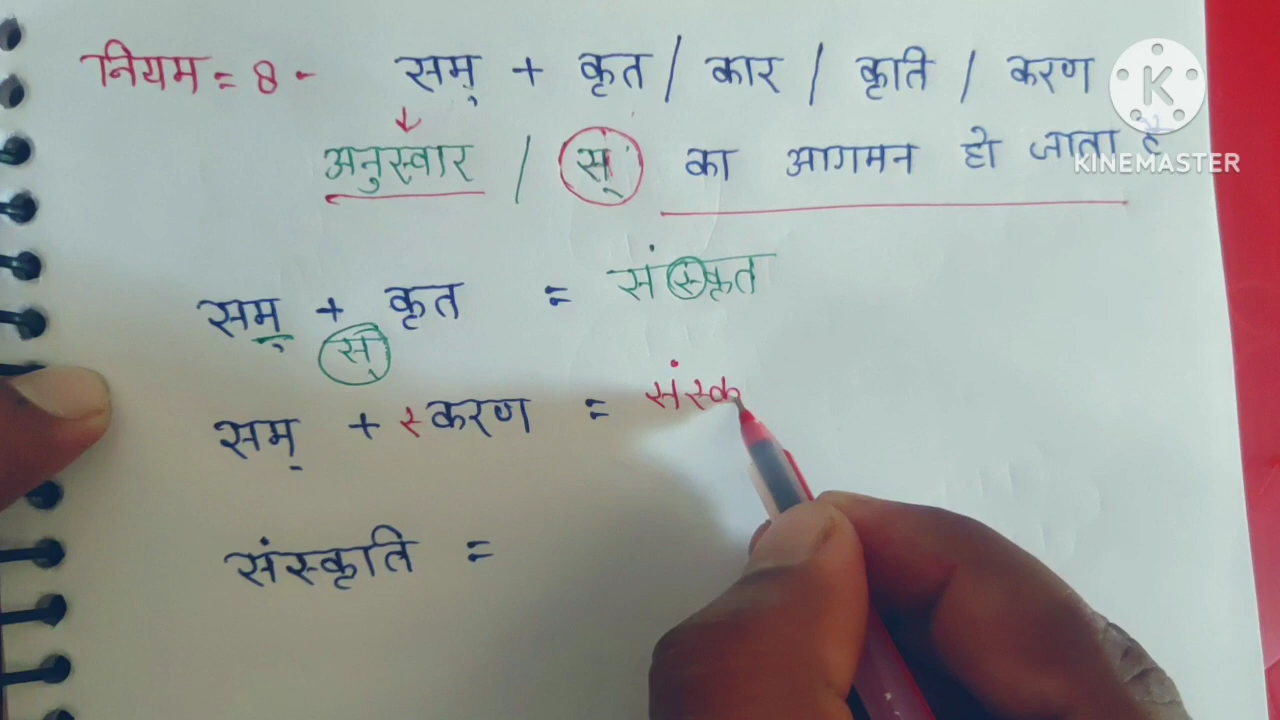 नियम = 8 - सम् + कृत / कार / कृति / करण
अनुस्वार / स् का आगमन हो जाता है
सम् + कृत = संस्कृत
स्
सम् + स्करण = संस्क
संस्कृति =
K
KINEMASTER